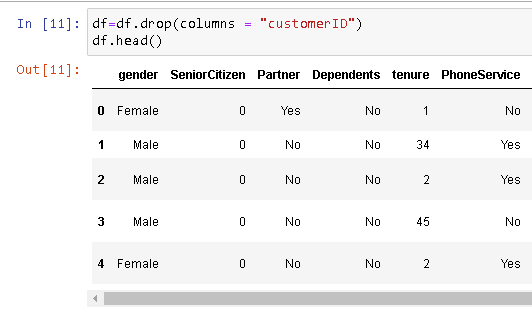 In [11]: df=df.drop(columns = "customerID")
df.head()
Out[11]:
gender SeniorCitizen Partner Dependents tenure PhoneService
0 Female 0 Yes No 1 No
1 Male 0 No No 34 Yes
2 Male 0 No No 2 Yes
3 Male 0 No No 45 No
4 Female 0 No No 2 Yes